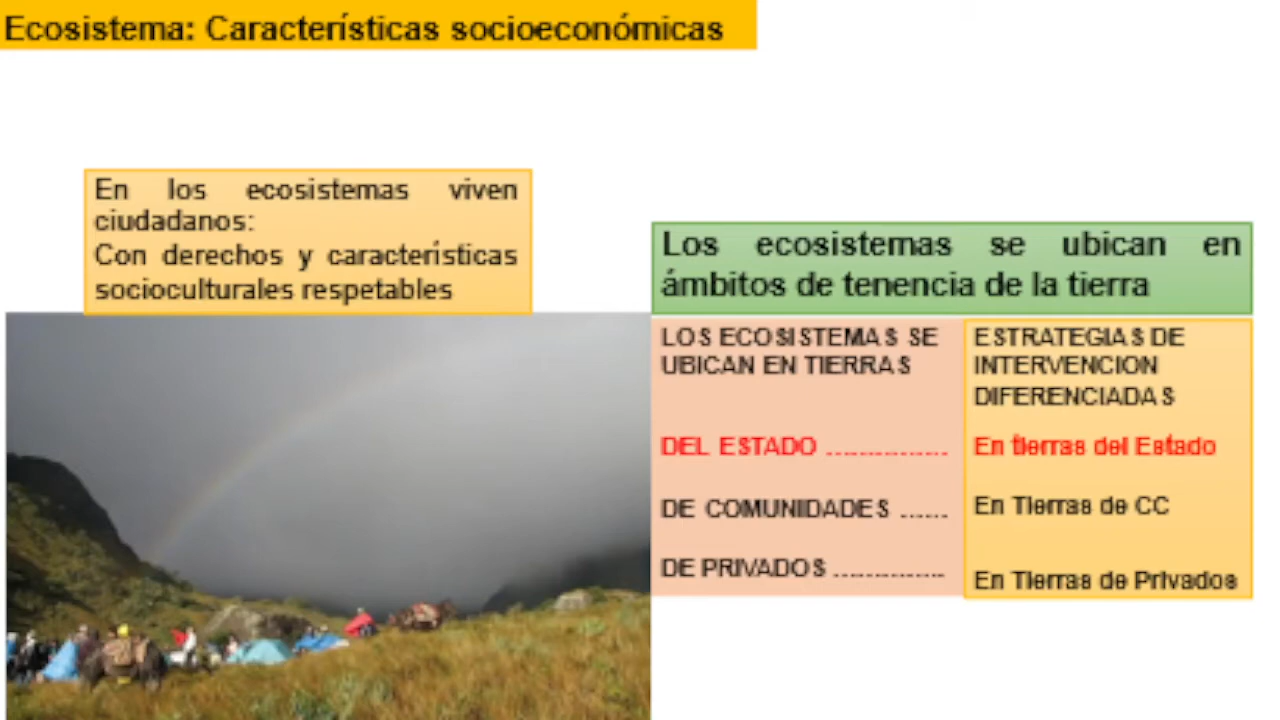 Ecosistema: Características socioeconómicas
En los ecosistemas viven
ciudadanos:
Con derechos y características
socioculturales respetables
Los ecosistemas se ubican en
ámbitos de tenencia de la tierra
LOS ECOSISTEMAS SE
UBICAN EN TIERRAS
DEL ESTADO ..................
DE COMUNIDADES .......
DE PRIVADOS .................
ESTRATEGIAS DE
INTERVENCION
DIFERENCIADAS
En tierras del Estado
En Tierras de CC
En Tierras de Privados